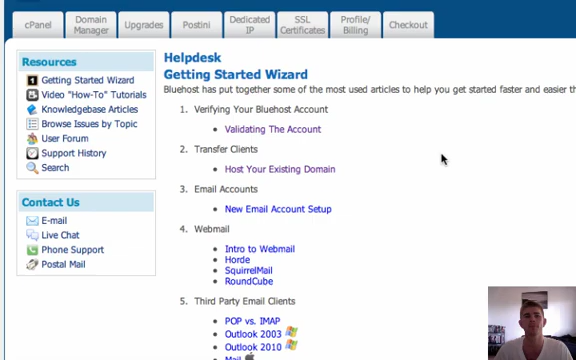 cPanel
Domain Manager
Upgrades
Postini
Dedicated IP
SSL Certificates
Profile/ Billing
Checkout
Resources
Getting Started Wizard
Video "How-To" Tutorials
Knowledgebase Articles
Browse Issues by Topic
User Forum
Support History
Search
Contact Us
E-mail
Live Chat
Phone Support
Postal Mail
Helpdesk
Getting Started Wizard
Bluehost has put together some of the most used articles to help you get started faster and easier
1. Verifying Your Bluehost Account
• Validating The Account
2. Transfer Clients
• Host Your Existing Domain
3. Email Accounts
• New Email Account Setup
4. Webmail
• Intro to Webmail
• Horde
• SquirrelMail
• RoundCube
5. Third Party Email Clients
• POP vs. IMAP
• Outlook 2003
• Outlook 2010
• Mail